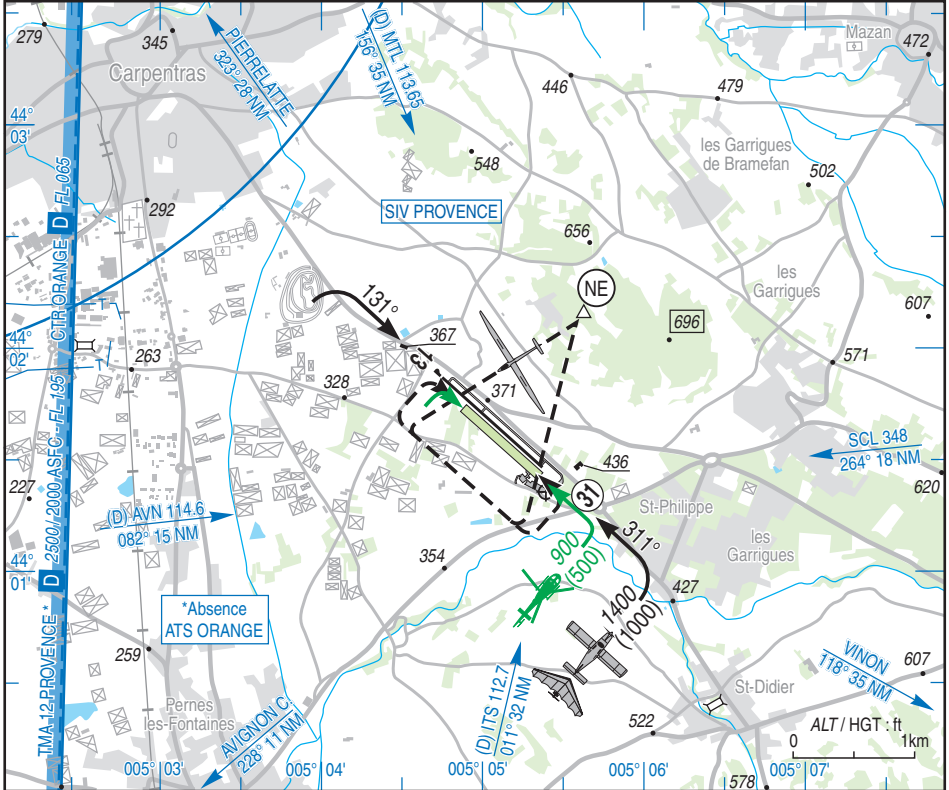 279
345
Carpentras
PIERRELATTE
323° 28 NM
(D) MTL 113.65
156° 35 NM
446
Mazan
472
479
44°
03'
548
les Garrigues
de Bramefan
502
292
SIV PROVENCE
656
NE
les
Garrigues
607
696
131°
44°
02'
367
263
371
571
328
SCL 348
264° 18 NM
436
31
620
227
St-Philippe
(D) AVN 114.6
082° 15 NM
900
(500)
311°
les
Garrigues
44°
01'
354
427
1400
(1000)
*Absence
ATS ORANGE
259
VINON
118° 35 NM
607
St-Didier
Pernes
les-Fontaines
AVIGNON C.
228° 11 NM
(D) ITS 112.7
011° 32 NM
522
ALT / HGT : ft
0 1km
005° 03'
005° 04'
005° 05'
005° 06'
005° 07'
578
TMA 12 PROVENCE * D 2500 / 2000 ASFC - FL 195
CTR ORANGE D FL 065